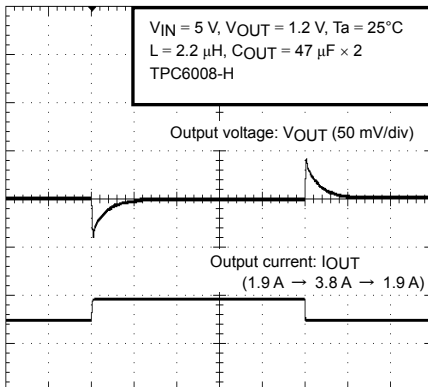 VIN = 5 V, VOUT = 1.2 V, Ta = 25°C
L = 2.2 μH, COUT = 47 μF × 2
TPC6008-H
Output voltage: VOUT (50 mV/div)
Output current: IOUT
(1.9 A → 3.8 A → 1.9 A)